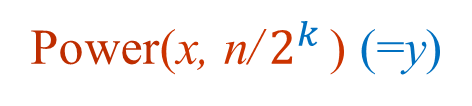 Power(x, n/2^k ) (=y)